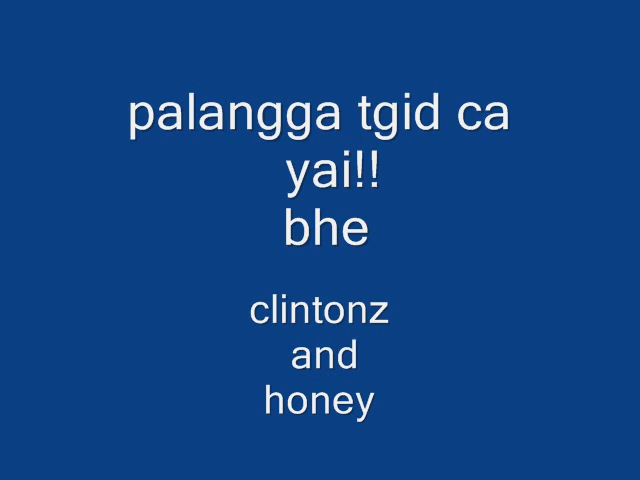 palangga tgid ca
yai!!
bhe
clintonz
and
honey